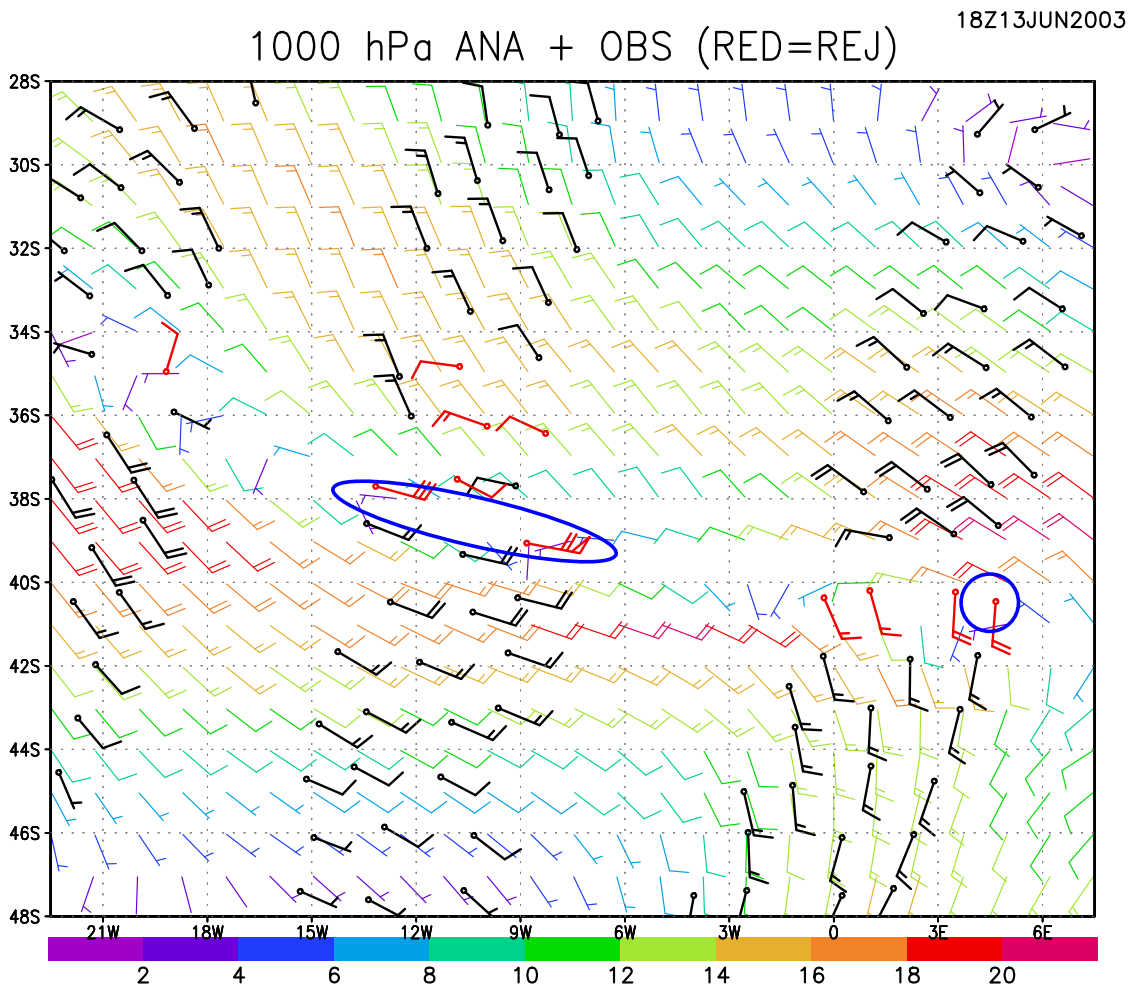 18Z13JUN2003
1000 hPa ANA + OBS (RED=REJ)
28S
30S
32S
34S
36S
38S
40S
42S
44S
46S
48S
21W 18W 15W 12W 9W 6W 3W 0 3E 6E
2 4 6 8 10 12 14 16 18 20